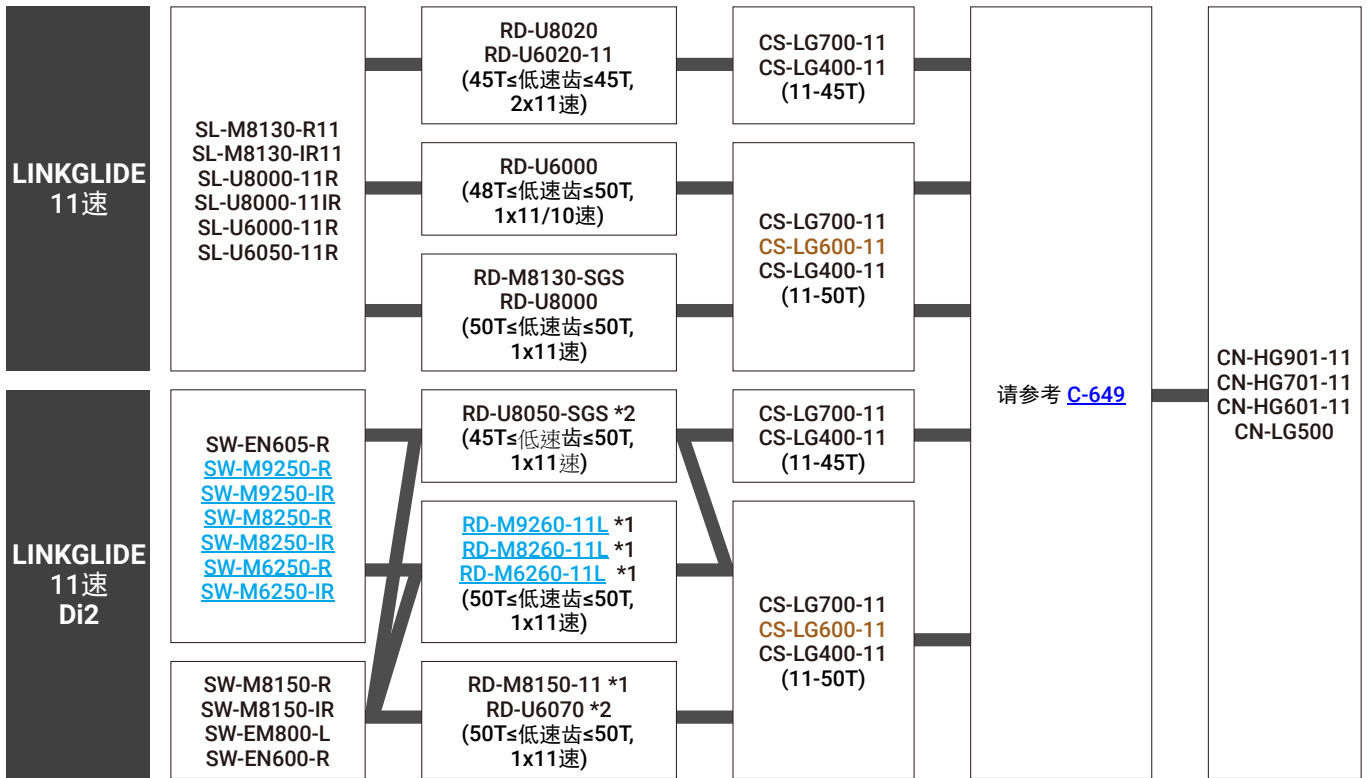 LINKGLIDE
11速
SL-M8130-R11
SL-M8130-IR11
SL-U8000-11R
SL-U8000-11IR
SL-U6000-11R
SL-U6050-11R
RD-U8020
RD-U6020-11
(45T≤低速齿≤45T,
2x11速)
RD-U6000
(48T≤低速齿≤50T,
1x11/10速)
RD-M8130-SGS
RD-U8000
(50T≤低速齿≤50T,
1x11速)
CS-LG700-11
CS-LG400-11
(11-45T)
CS-LG700-11
CS-LG600-11
CS-LG400-11
(11-50T)
LINKGLIDE
11速
Di2
SW-EN605-R
SW-M9250-R
SW-M9250-IR
SW-M8250-R
SW-M8250-IR
SW-M6250-R
SW-M6250-IR
SW-M8150-R
SW-M8150-IR
SW-EM800-L
SW-EN600-R
RD-U8050-SGS *2
(45T≤低速齿≤50T,
1x11速)
RD-M9260-11L *1
RD-M8260-11L *1
RD-M6260-11L *1
(50T≤低速齿≤50T,
1x11速)
RD-M8150-11 *1
RD-U6070 *2
(50T≤低速齿≤50T,
1x11速)
CS-LG700-11
CS-LG400-11
(11-45T)
CS-LG700-11
CS-LG600-11
CS-LG400-11
(11-50T)
请参考 C-649
CN-HG901-11
CN-HG701-11
CN-HG601-11
CN-LG500